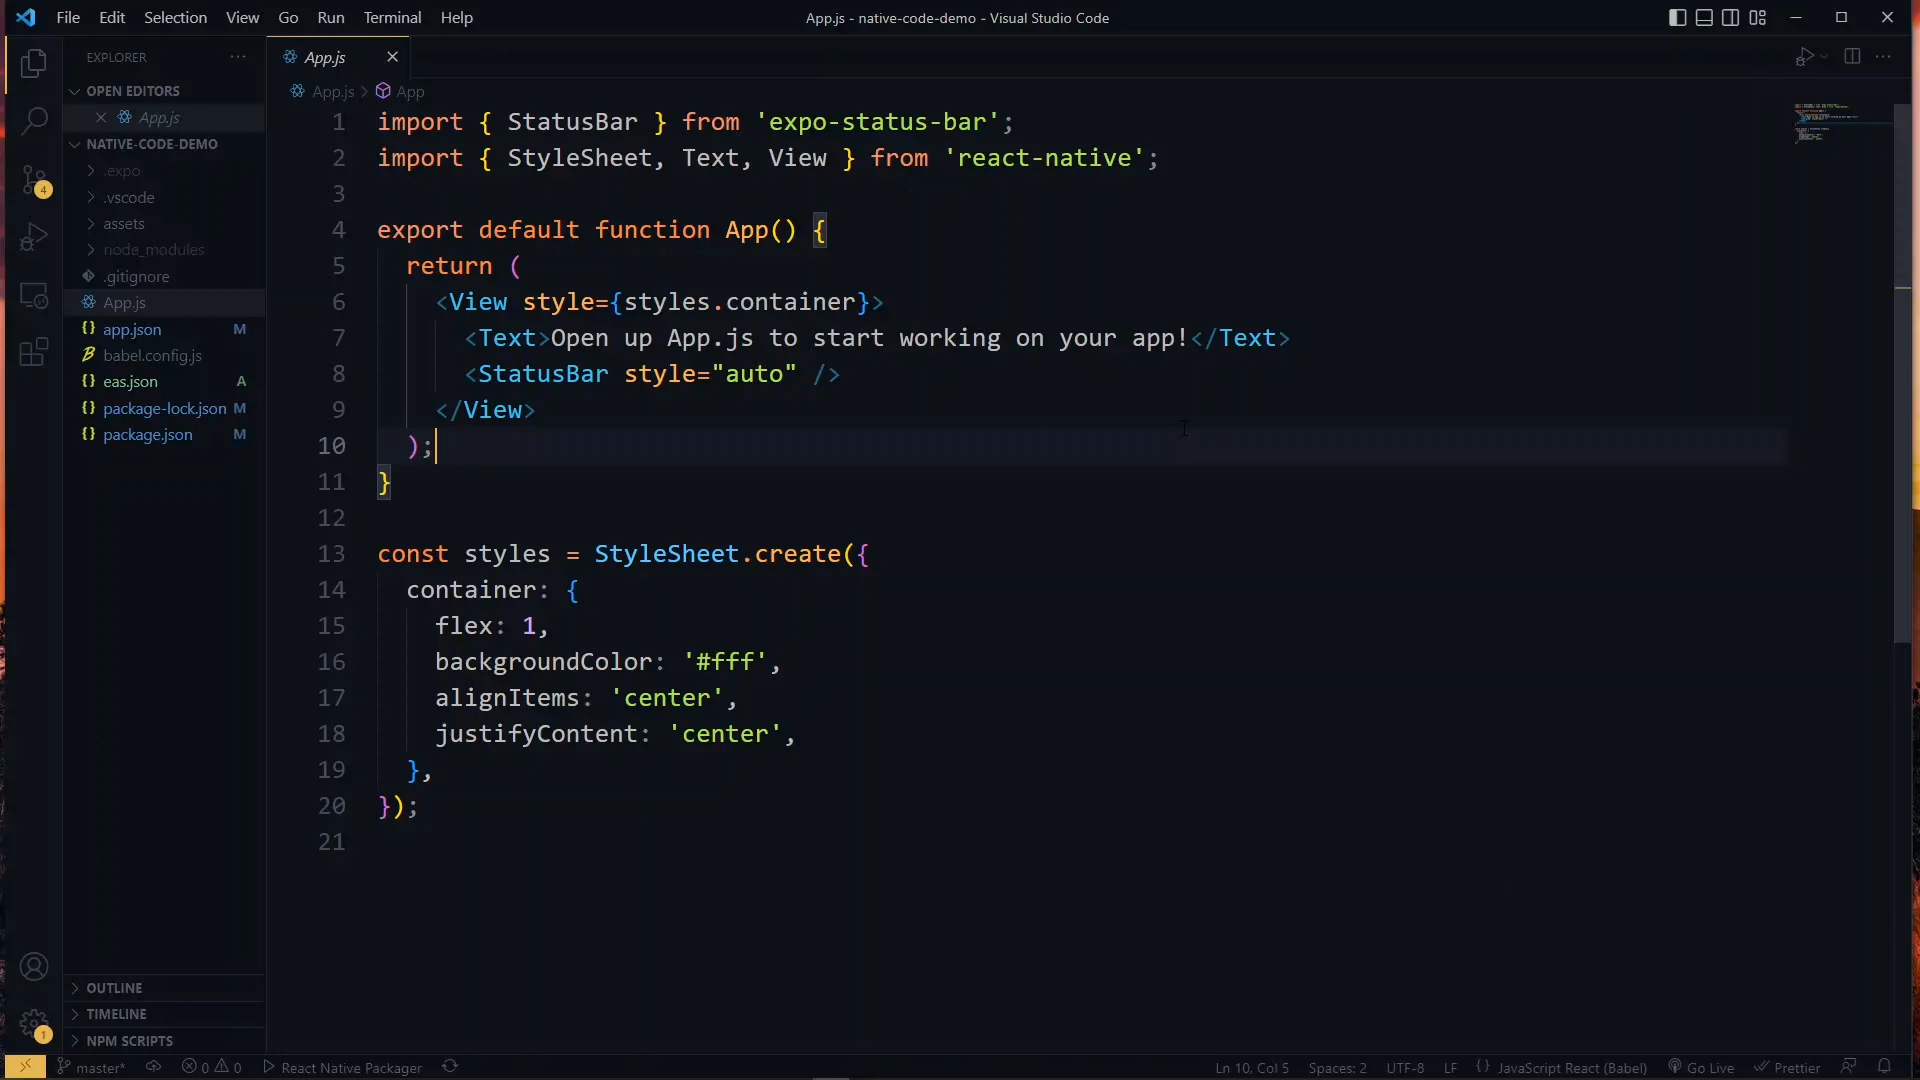 File Edit Selection View Go Run Terminal Help
App.js - native-code-demo - Visual Studio Code
EXPLORER
OPEN EDITORS
App.js
NATIVE-CODE-DEMO
.expo
.vscode
assets
node_modules
.gitignore
App.js
app.json M
babel.config.js
eas.json A
package-lock.json M
package.json M
4
OUTLINE
TIMELINE
NPM SCRIPTS
1
App.js
App.js > App
1 import { StatusBar } from 'expo-status-bar';
2 import { StyleSheet, Text, View } from 'react-native';
3
4 export default function App() {
5 return (
6 <View style={styles.container}>
7 <Text>Open up App.js to start working on your app!</Text>
8 <StatusBar style="auto" />
9 </View>
10 );
11 }
12
13 const styles = StyleSheet.create({
14 container: {
15 flex: 1,
16 backgroundColor: '#fff',
17 alignItems: 'center',
18 justifyContent: 'center',
19 },
20 });
21
master* 0 0 React Native Packager Ln 10, Col 5 Spaces: 2 UTF-8 LF {} JavaScript React (Babel) Go Live Prettier